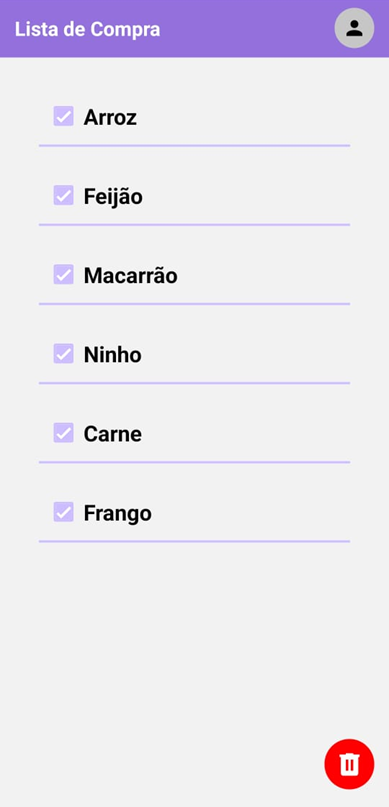 Lista de Compra
Arroz
Feijão
Macarrão
Ninho
Carne
Frango